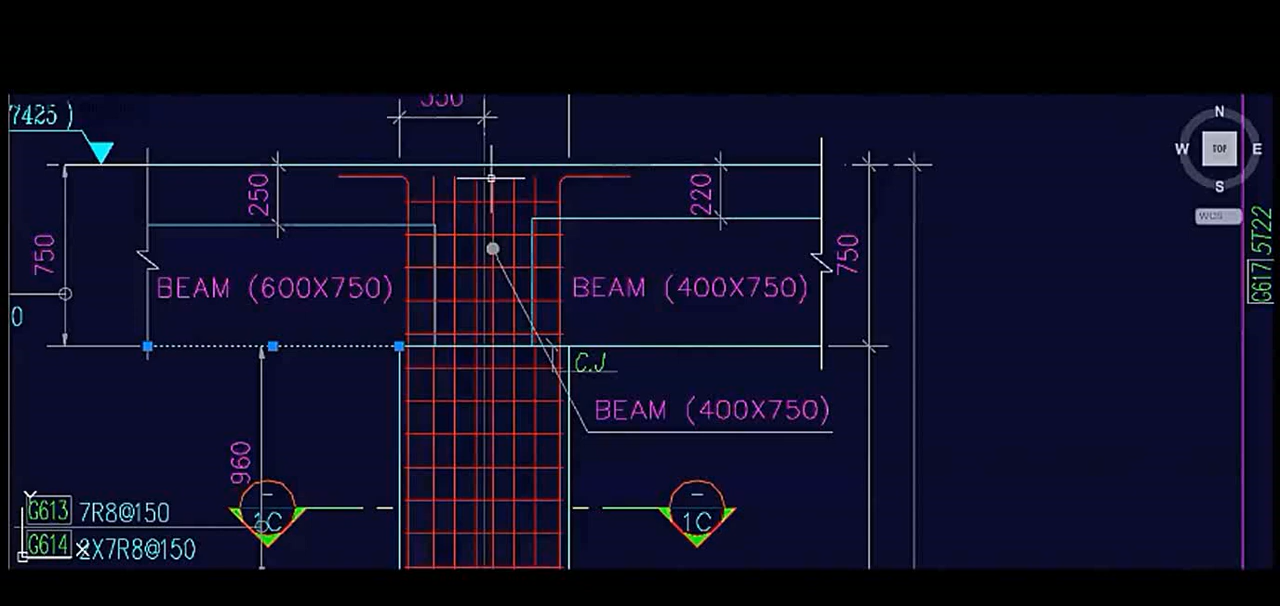 7425 )
N
W TOP E
S
WCS
250
220
750
750
BEAM (600X750)
BEAM (400X750)
0
C.J
BEAM (400X750)
G617 5T22
960
G613 7R8@150
1C
1C
G614 2X7R8@150
Y
X